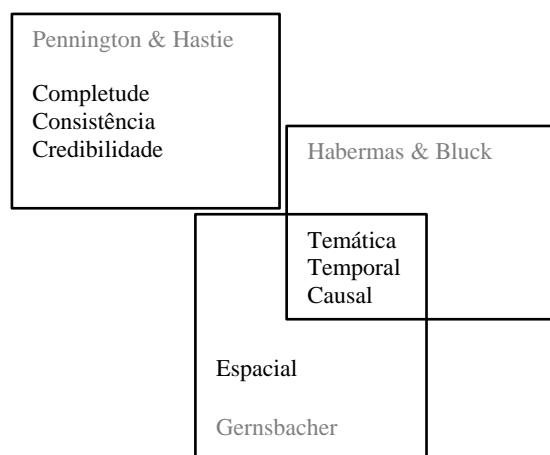 Pennington & Hastie
Completude
Consistência
Credibilidade
Habermas & Bluck
Temática
Temporal
Causal
Espacial
Gernsbacher